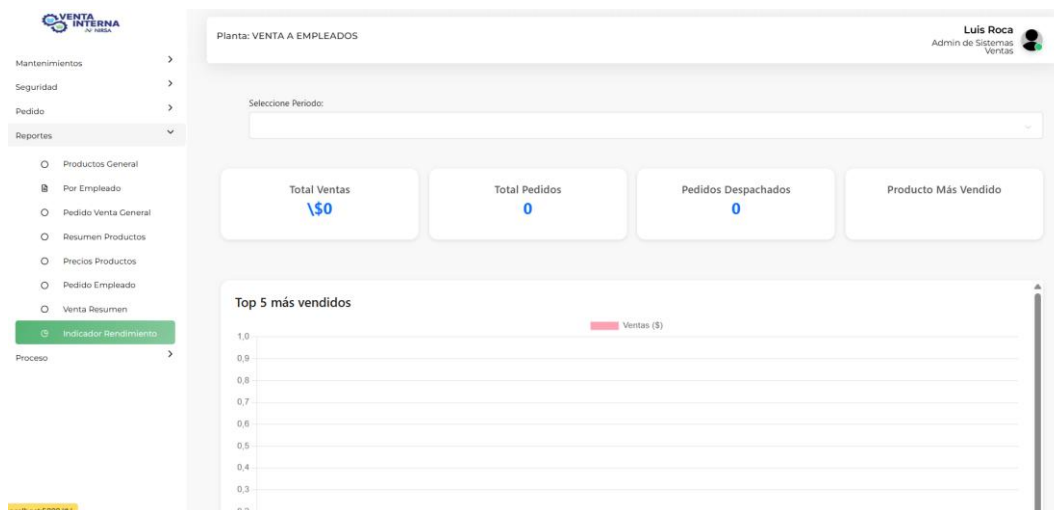 VENTA
INTERNA
BY NIRSA
Planta: VENTA A EMPLEADOS
Luis Roca
Admin de Sistemas
Ventas
Mantenimientos
Seguridad
Pedido
Reportes
Productos General
Por Empleado
Pedido Venta General
Resumen Productos
Precios Productos
Pedido Empleado
Venta Resumen
Indicador Rendimiento
Proceso
Seleccione Periodo:
Total Ventas
\$0
Total Pedidos
0
Pedidos Despachados
0
Producto Más Vendido
Top 5 más vendidos
Ventas ($)
1,0
0,9
0,8
0,7
0,6
0,5
0,4
0,3